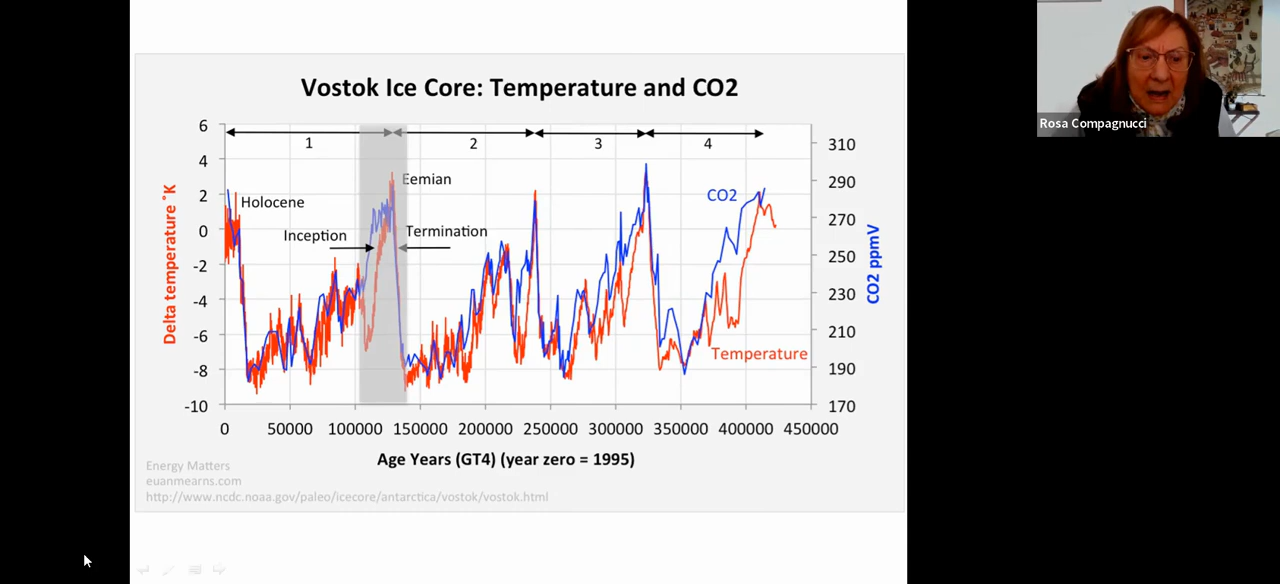 Vostok Ice Core: Temperature and CO2
6
4
2
0
-2
-4
-6
-8
-10
Delta temperature ˚K
1
2
3
4
Holocene
Inception
Eemian
Termination
CO2
Temperature
310
290
270
250
230
210
190
170
CO2 ppmV
0
50000
100000
150000
200000
250000
300000
350000
400000
450000
Age Years (GT4) (year zero = 1995)
Energy Matters
euanmearns.com
http://www.ncdc.noaa.gov/paleo/icecore/antarctica/vostok/vostok.html
Rosa Compagnucci